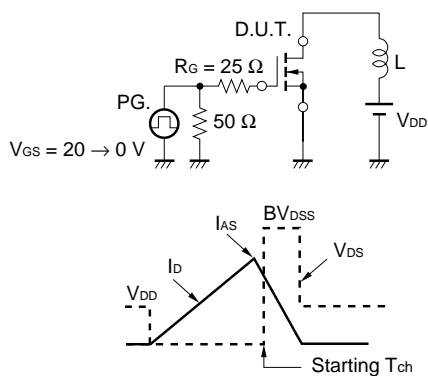 D.U.T.
RG = 25 Ω
L
PG.
50 Ω
VDD
VGS = 20 → 0 V
BVDSS
IAS
ID
VDS
VDD
Starting Tch